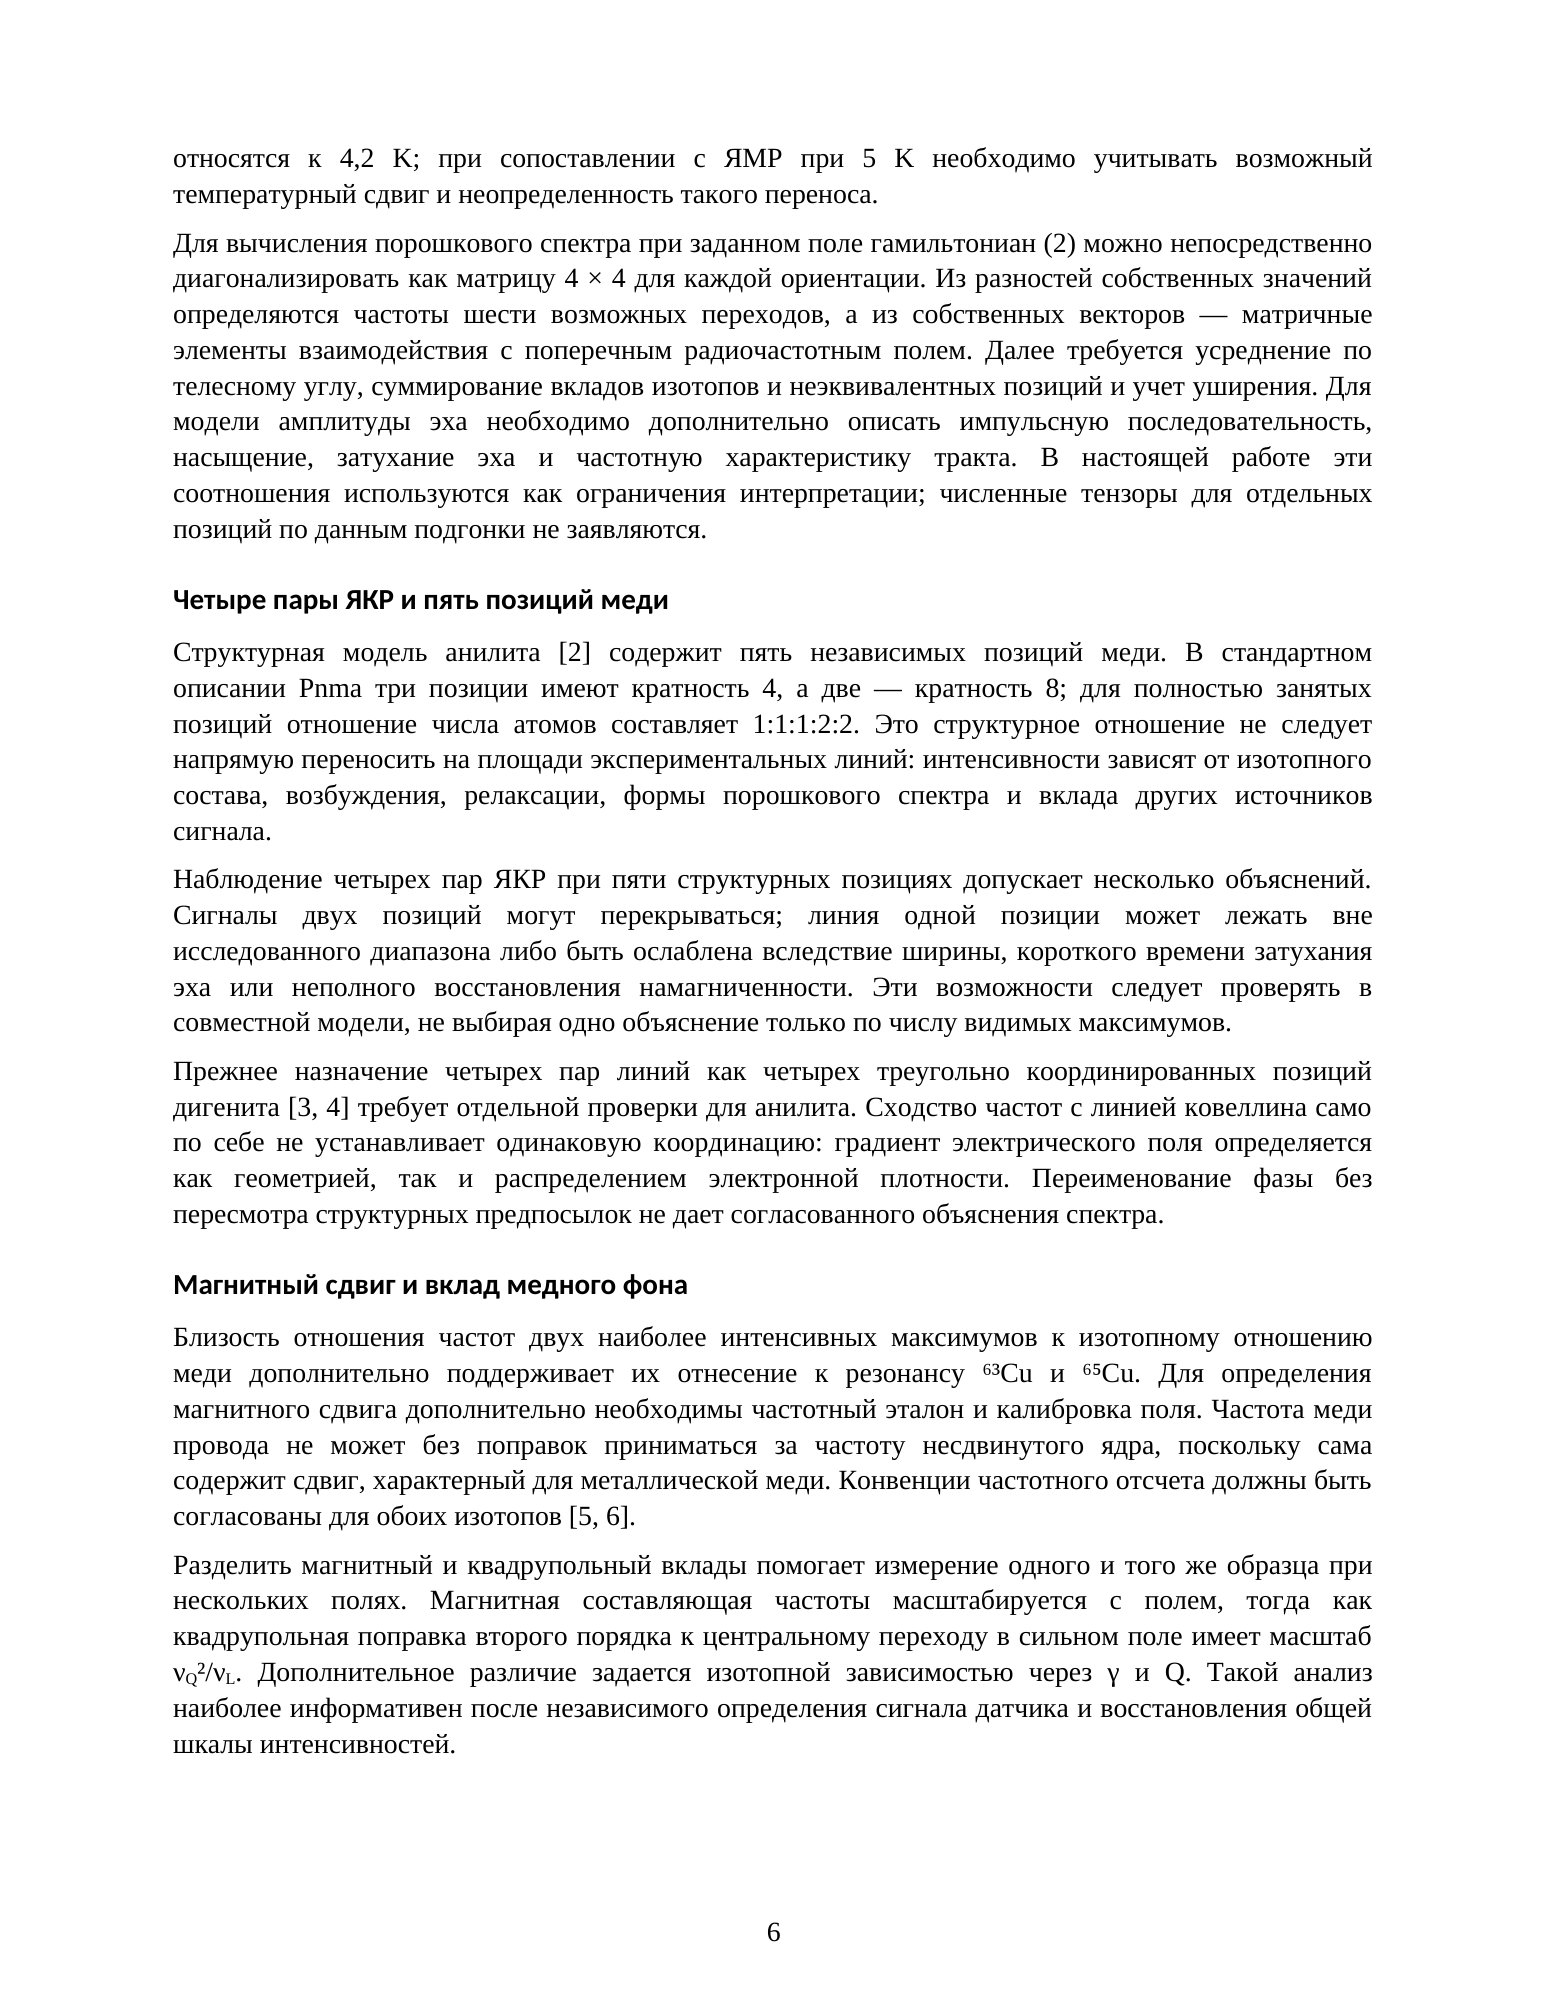 относятся к 4,2 K; при сопоставлении с ЯМР при 5 K необходимо учитывать возможный
температурный сдвиг и неопределенность такого переноса.
Для вычисления порошкового спектра при заданном поле гамильтониан (2) можно непосредственно
диагонализировать как матрицу 4 × 4 для каждой ориентации. Из разностей собственных значений
определяются частоты шести возможных переходов, а из собственных векторов — матричные
элементы взаимодействия с поперечным радиочастотным полем. Далее требуется усреднение по
телесному углу, суммирование вкладов изотопов и неэквивалентных позиций и учет уширения. Для
модели амплитуды эха необходимо дополнительно описать импульсную последовательность,
насыщение, затухание эха и частотную характеристику тракта. В настоящей работе эти
соотношения используются как ограничения интерпретации; численные тензоры для отдельных
позиций по данным подгонки не заявляются.
Четыре пары ЯКР и пять позиций меди
Структурная модель анилита [2] содержит пять независимых позиций меди. В стандартном
описании Pnma три позиции имеют кратность 4, а две — кратность 8; для полностью занятых
позиций отношение числа атомов составляет 1:1:1:2:2. Это структурное отношение не следует
напрямую переносить на площади экспериментальных линий: интенсивности зависят от изотопного
состава, возбуждения, релаксации, формы порошкового спектра и вклада других источников
сигнала.
Наблюдение четырех пар ЯКР при пяти структурных позициях допускает несколько объяснений.
Сигналы двух позиций могут перекрываться; линия одной позиции может лежать вне
исследованного диапазона либо быть ослаблена вследствие ширины, короткого времени затухания
эха или неполного восстановления намагниченности. Эти возможности следует проверять в
совместной модели, не выбирая одно объяснение только по числу видимых максимумов.
Прежнее назначение четырех пар линий как четырех треугольно координированных позиций
дигенита [3, 4] требует отдельной проверки для анилита. Сходство частот с линией ковеллина само
по себе не устанавливает одинаковую координацию: градиент электрического поля определяется
как геометрией, так и распределением электронной плотности. Переименование фазы без
пересмотра структурных предпосылок не дает согласованного объяснения спектра.
Магнитный сдвиг и вклад медного фона
Близость отношения частот двух наиболее интенсивных максимумов к изотопному отношению
меди дополнительно поддерживает их отнесение к резонансу ⁶³Cu и ⁶⁵Cu. Для определения
магнитного сдвига дополнительно необходимы частотный эталон и калибровка поля. Частота меди
провода не может без поправок приниматься за частоту несдвинутого ядра, поскольку сама
содержит сдвиг, характерный для металлической меди. Конвенции частотного отсчета должны быть
согласованы для обоих изотопов [5, 6].
Разделить магнитный и квадрупольный вклады помогает измерение одного и того же образца при
нескольких полях. Магнитная составляющая частоты масштабируется с полем, тогда как
квадрупольная поправка второго порядка к центральному переходу в сильном поле имеет масштаб
ν_Q²/ν_L. Дополнительное различие задается изотопной зависимостью через γ и Q. Такой анализ
наиболее информативен после независимого определения сигнала датчика и восстановления общей
шкалы интенсивностей.
6